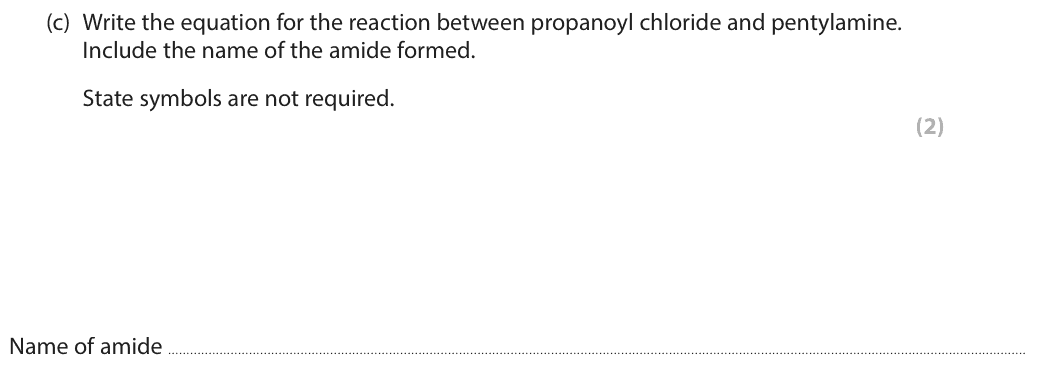 (c) Write the equation for the reaction between propanoyl chloride and pentylamine.
Include the name of the amide formed.
State symbols are not required.
(2)
Name of amide